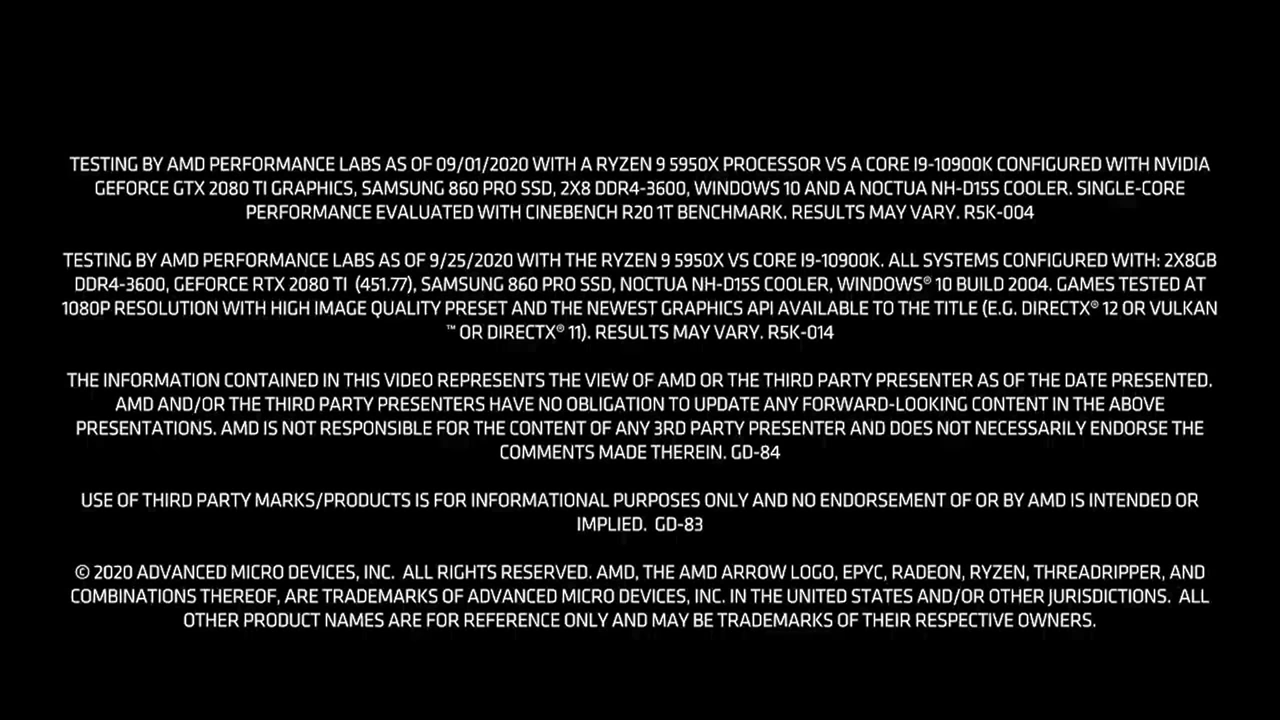 TESTING BY AMD PERFORMANCE LABS AS OF 09/01/2020 WITH A RYZEN 9 5950X PROCESSOR VS A CORE I9-10900K CONFIGURED WITH NVIDIA
GEFORCE GTX 2080 TI GRAPHICS, SAMSUNG 860 PRO SSD, 2X8 DDR4-3600, WINDOWS 10 AND A NOCTUA NH-D15S COOLER. SINGLE-CORE
PERFORMANCE EVALUATED WITH CINEBENCH R20 1T BENCHMARK. RESULTS MAY VARY. R5K-004
TESTING BY AMD PERFORMANCE LABS AS OF 9/25/2020 WITH THE RYZEN 9 5950X VS CORE I9-10900K. ALL SYSTEMS CONFIGURED WITH: 2X8GB
DDR4-3600, GEFORCE RTX 2080 TI  (451.77), SAMSUNG 860 PRO SSD, NOCTUA NH-D15S COOLER, WINDOWS® 10 BUILD 2004. GAMES TESTED AT
1080P RESOLUTION WITH HIGH IMAGE QUALITY PRESET AND THE NEWEST GRAPHICS API AVAILABLE TO THE TITLE (E.G. DIRECTX® 12 OR VULKAN
™ OR DIRECTX® 11). RESULTS MAY VARY. R5K-014
THE INFORMATION CONTAINED IN THIS VIDEO REPRESENTS THE VIEW OF AMD OR THE THIRD PARTY PRESENTER AS OF THE DATE PRESENTED.
AMD AND/OR THE THIRD PARTY PRESENTERS HAVE NO OBLIGATION TO UPDATE ANY FORWARD-LOOKING CONTENT IN THE ABOVE
PRESENTATIONS. AMD IS NOT RESPONSIBLE FOR THE CONTENT OF ANY 3RD PARTY PRESENTER AND DOES NOT NECESSARILY ENDORSE THE
COMMENTS MADE THEREIN. GD-84
USE OF THIRD PARTY MARKS/PRODUCTS IS FOR INFORMATIONAL PURPOSES ONLY AND NO ENDORSEMENT OF OR BY AMD IS INTENDED OR
IMPLIED.  GD-83
© 2020 ADVANCED MICRO DEVICES, INC.  ALL RIGHTS RESERVED. AMD, THE AMD ARROW LOGO, EPYC, RADEON, RYZEN, THREADRIPPER, AND
COMBINATIONS THEREOF, ARE TRADEMARKS OF ADVANCED MICRO DEVICES, INC. IN THE UNITED STATES AND/OR OTHER JURISDICTIONS.  ALL
OTHER PRODUCT NAMES ARE FOR REFERENCE ONLY AND MAY BE TRADEMARKS OF THEIR RESPECTIVE OWNERS.